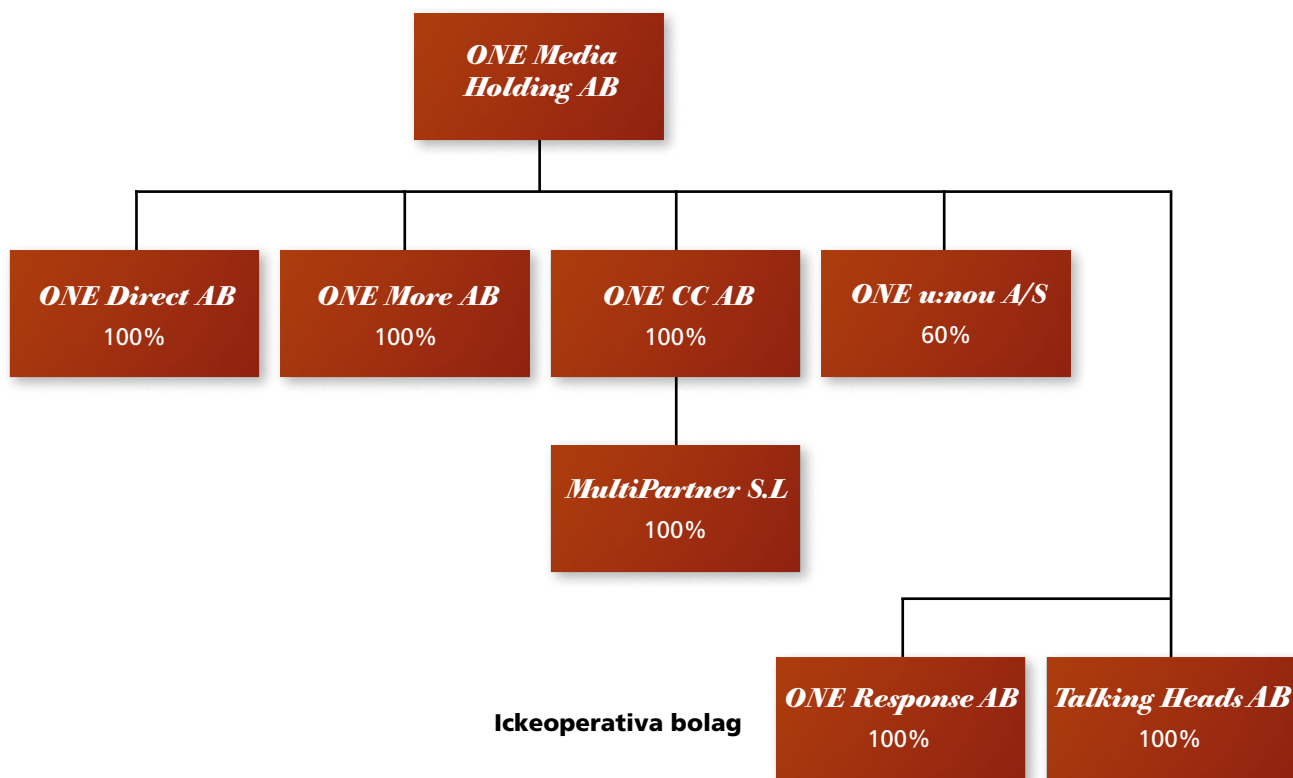 ONE Media
Holding AB
ONE Direct AB
100%
ONE More AB
100%
ONE CC AB
100%
ONE u:nou A/S
60%
MultiPartner S.L
100%
Ickeoperativa bolag
ONE Response AB
100%
Talking Heads AB
100%